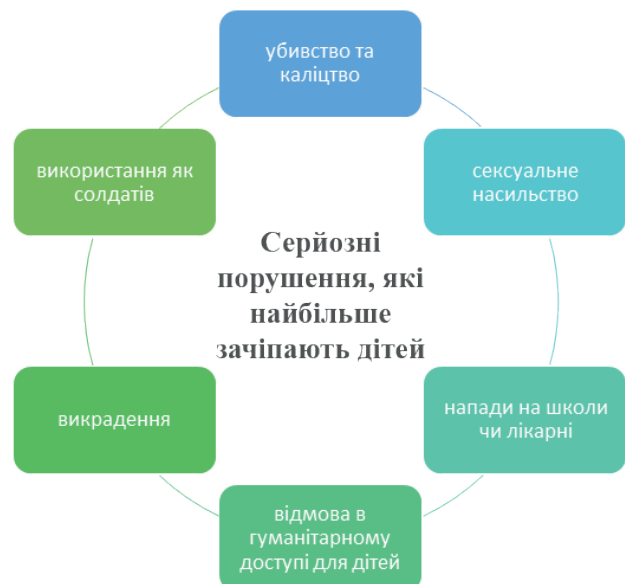 убивство та
каліцтво
сексуальне
насильство
напади на школи
чи лікарні
відмова в
гуманітарному
доступі для дітей
викрадення
використання як
солдатів
Серйозні
порушення, які
найбільше
зачіпають дітей